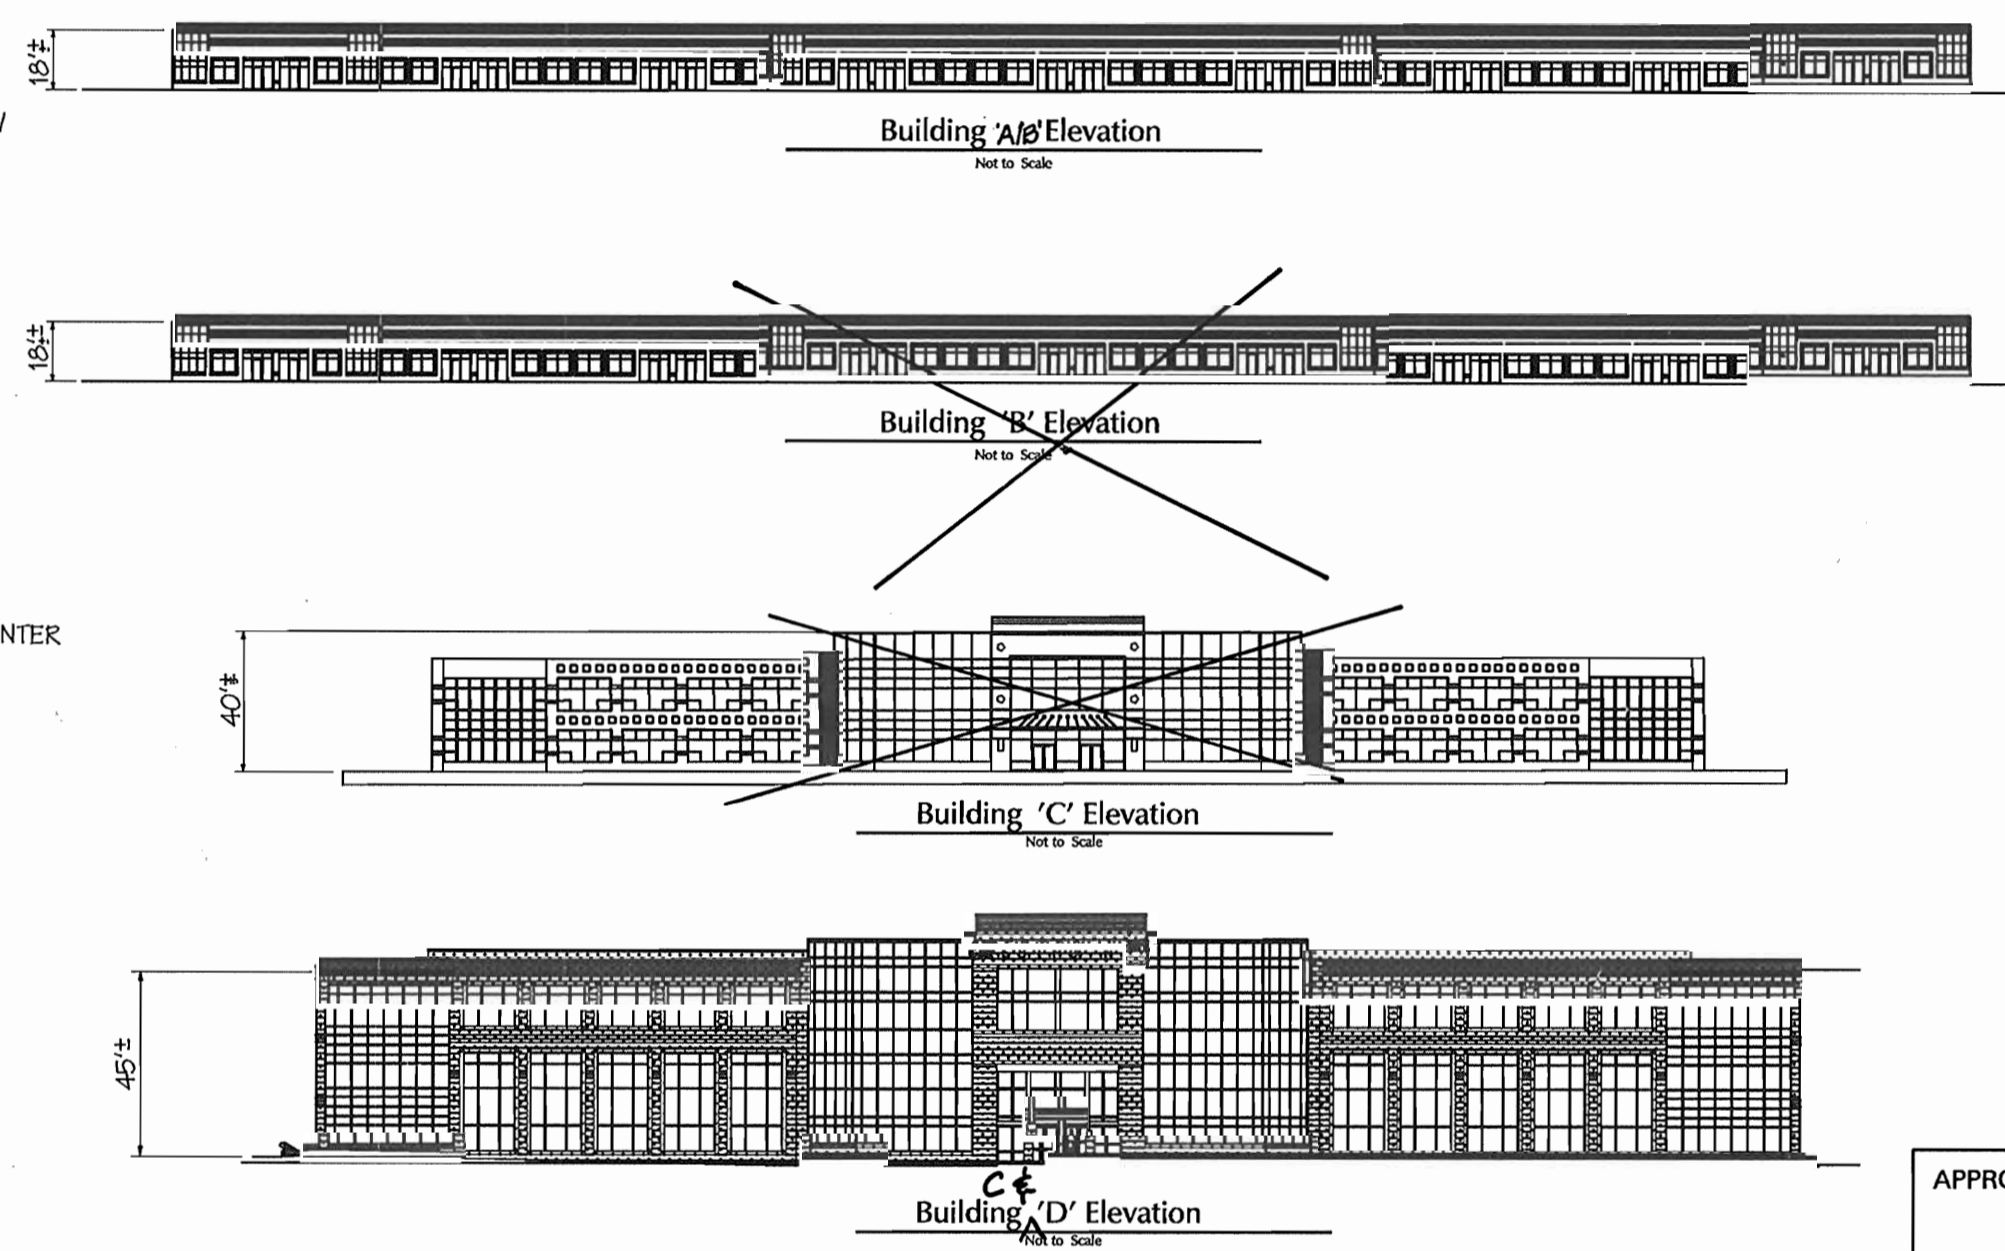 18'±
Building 'A/B' Elevation
Not to Scale
18'±
Building 'B' Elevation
Not to Scale
NTER
40'±
Building 'C' Elevation
Not to Scale
45'±
C &
Building 'D' Elevation
Not to Scale
APPRO